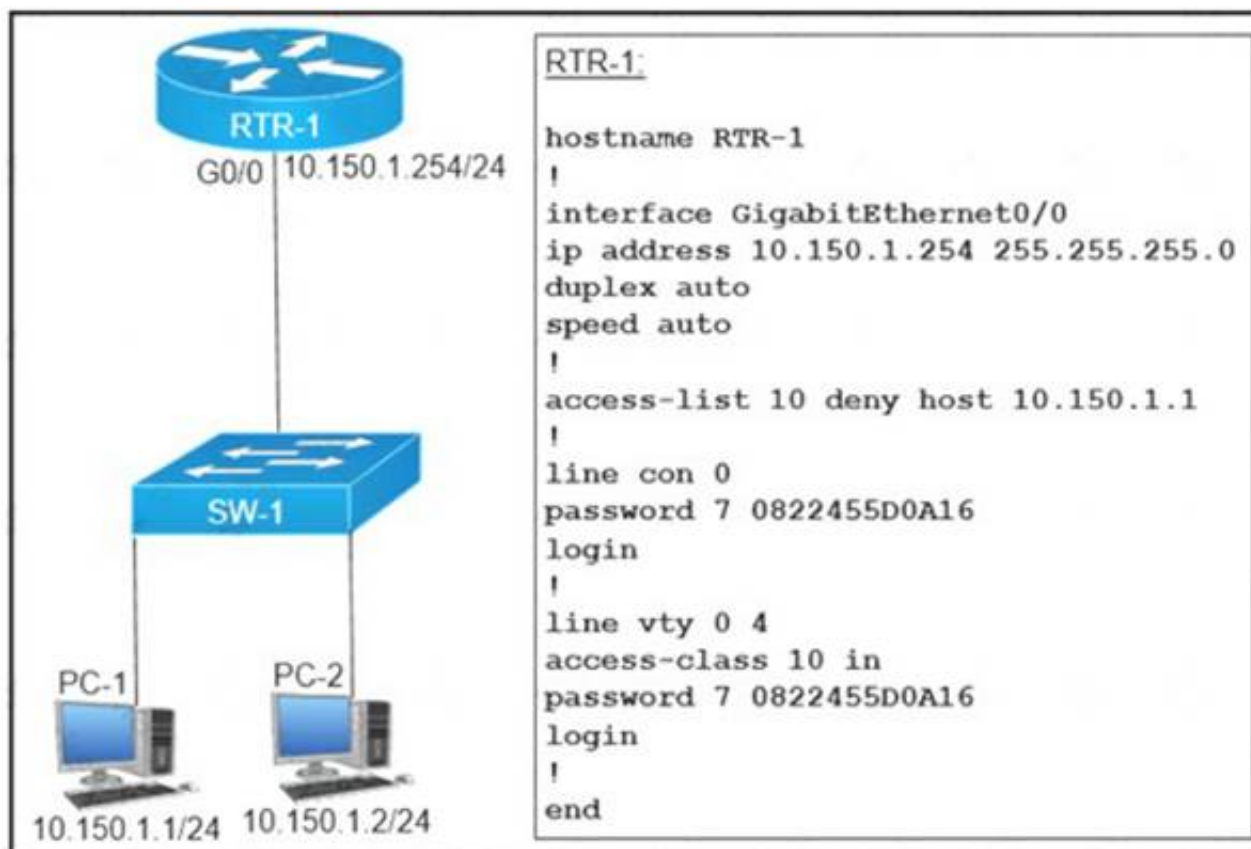 RTR-1
G0/0 10.150.1.254/24
SW-1
PC-1
PC-2
10.150.1.1/24
10.150.1.2/24
RTR-1:
hostname RTR-1
!
interface GigabitEthernet0/0
ip address 10.150.1.254 255.255.255.0
duplex auto
speed auto
!
access-list 10 deny host 10.150.1.1
!
line con 0
password 7 0822455D0A16
login
!
line vty 0 4
access-class 10 in
password 7 0822455D0A16
login
!
end